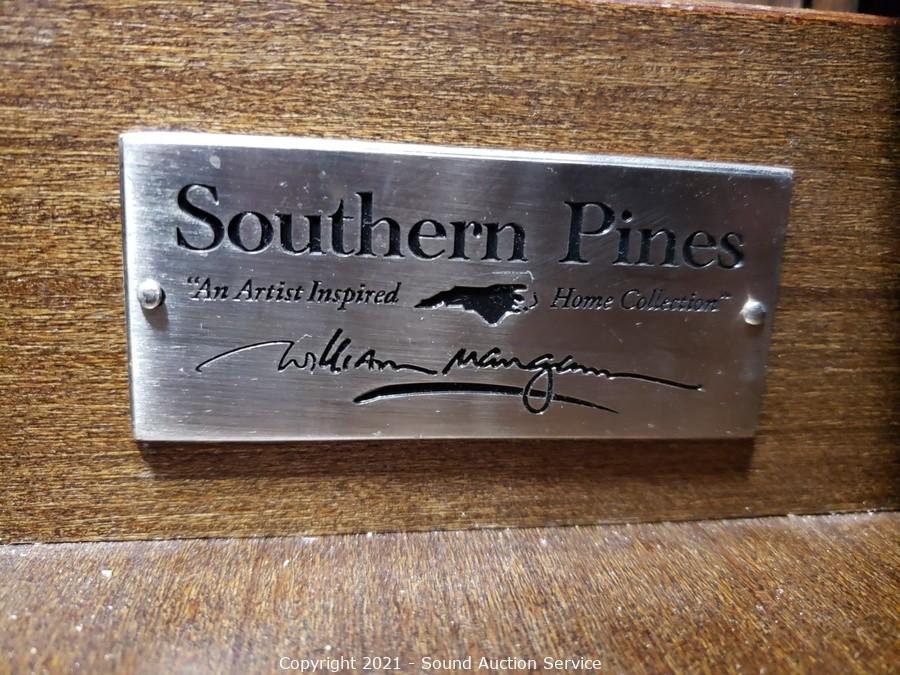 Southern Pines
"An Artist Inspired Home Collection"
William Mangum
Copyright 2021 - Sound Auction Service